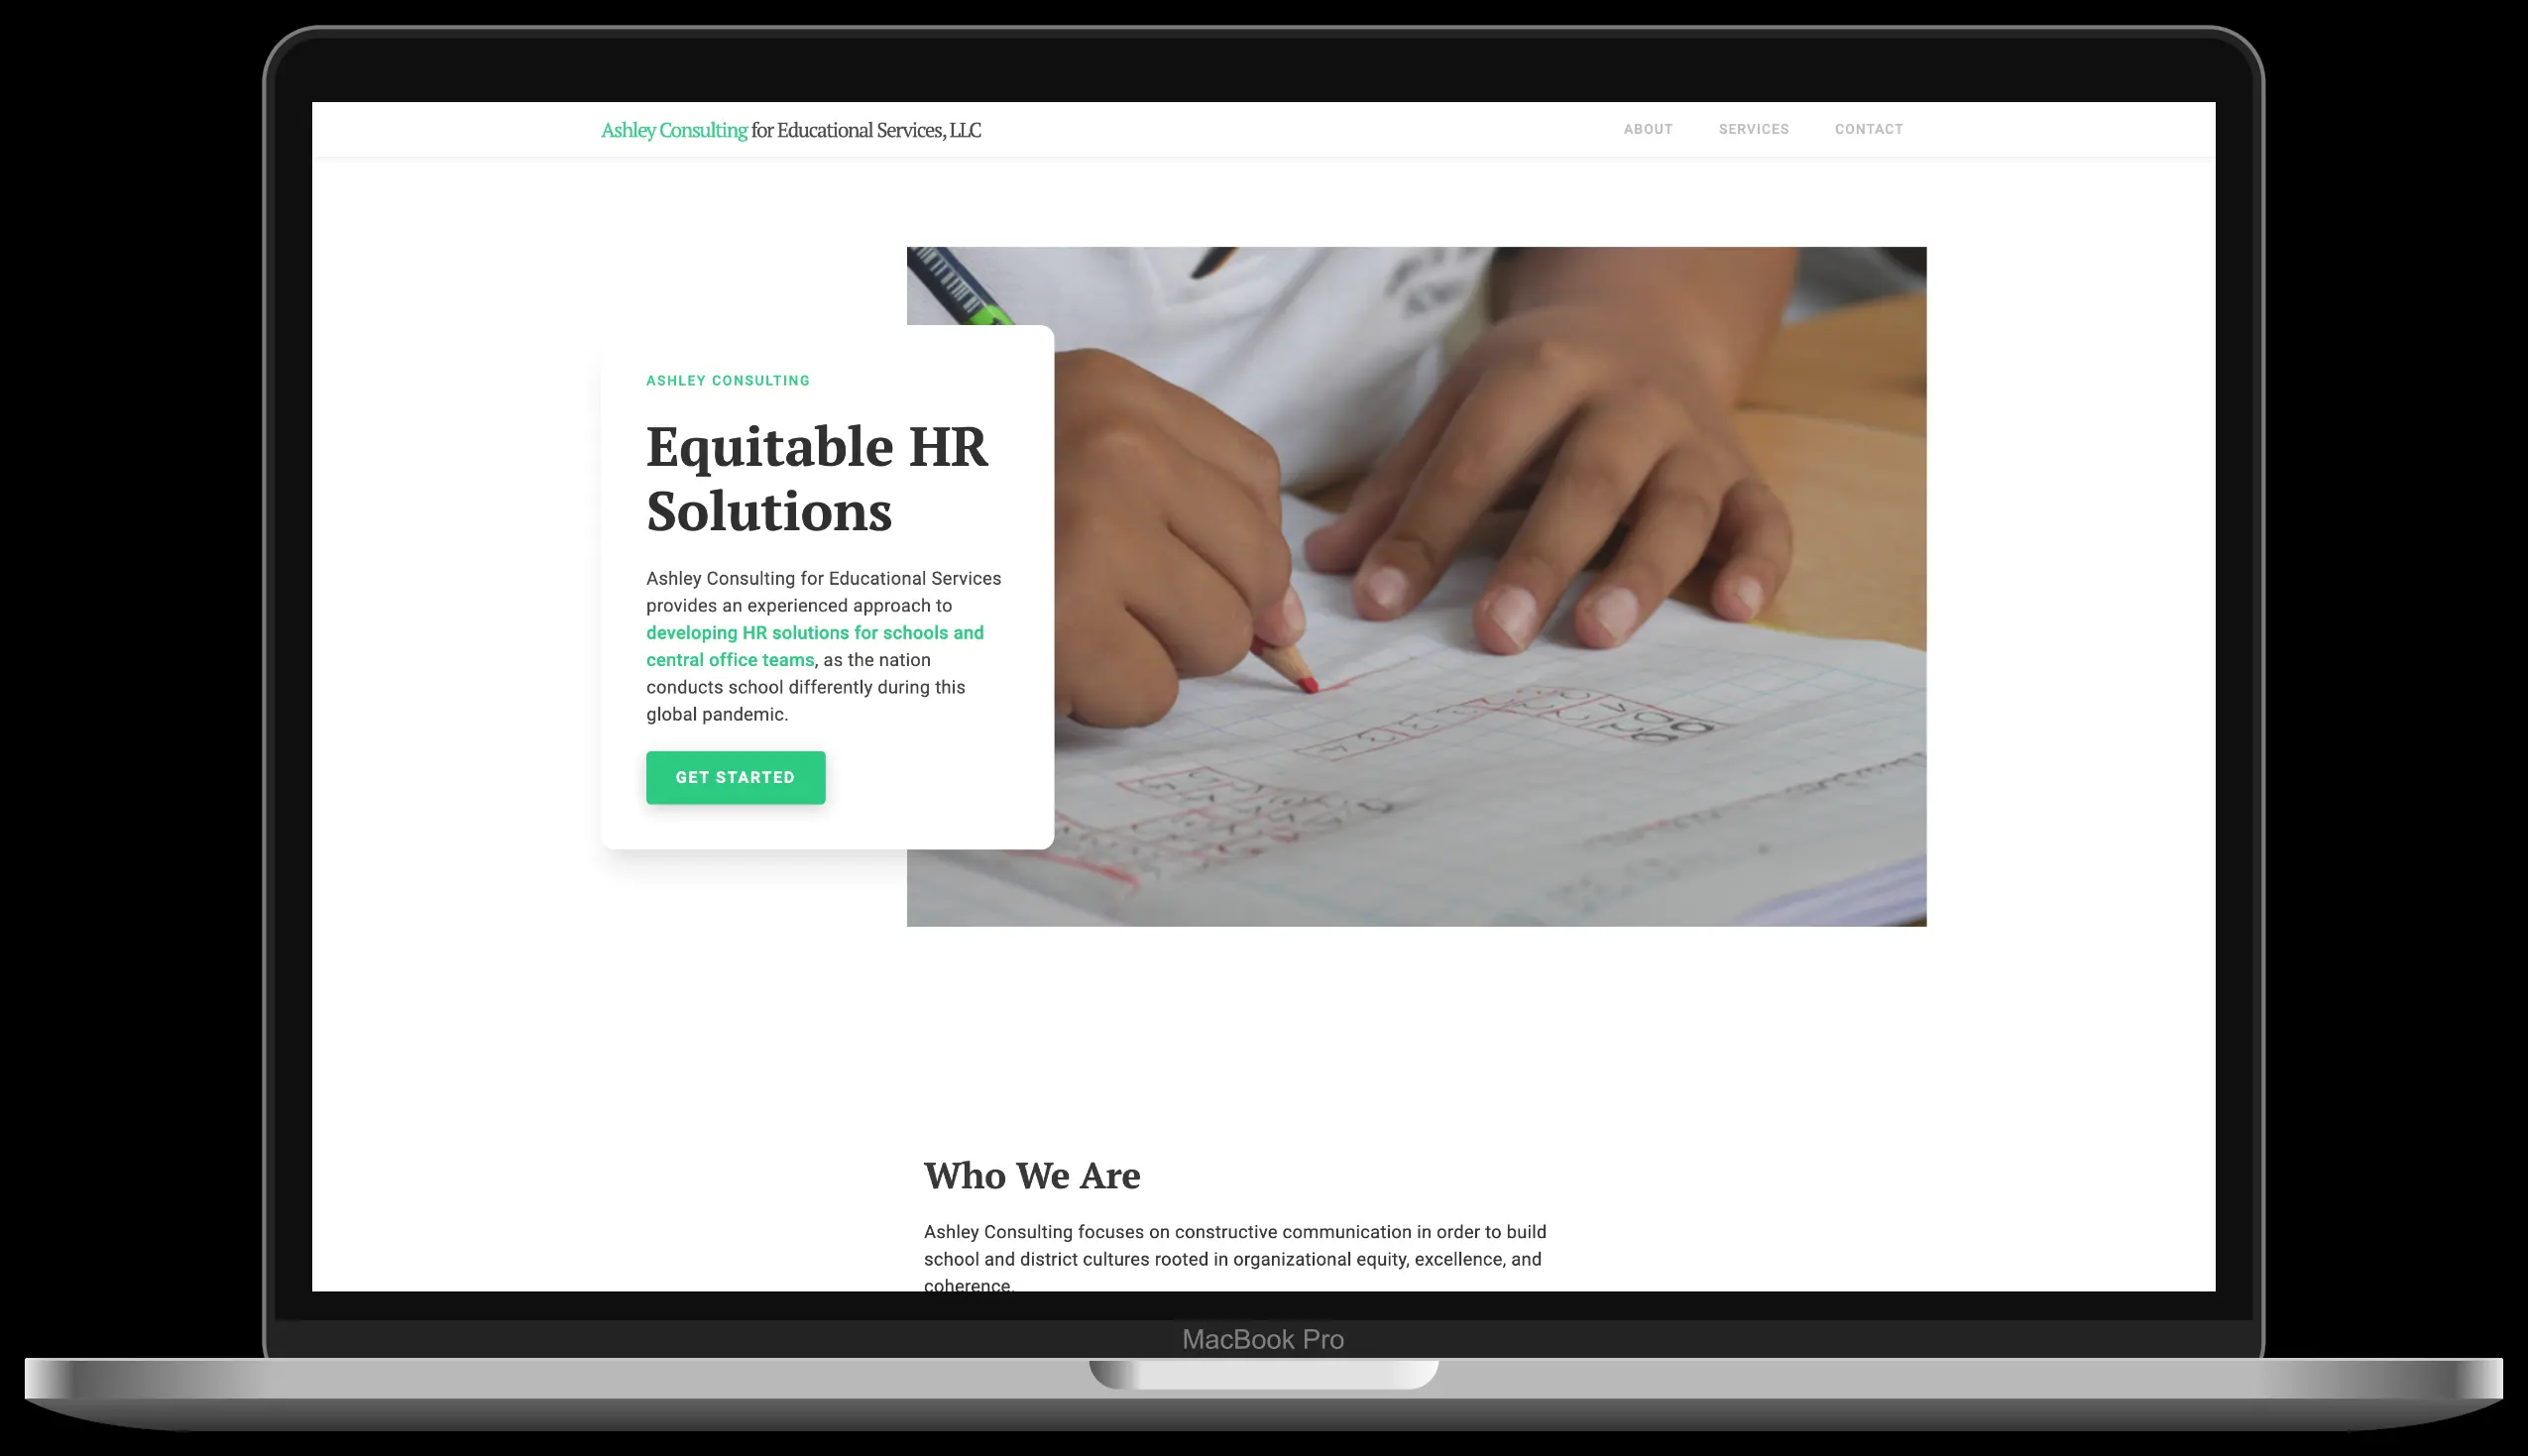 Ashley Consulting for Educational Services, LLC
ABOUT SERVICES CONTACT
ASHLEY CONSULTING
Equitable HR
Solutions
Ashley Consulting for Educational Services
provides an experienced approach to
developing HR solutions for schools and
central office teams, as the nation
conducts school differently during this
global pandemic.
GET STARTED
Who We Are
Ashley Consulting focuses on constructive communication in order to build
school and district cultures rooted in organizational equity, excellence, and
coherence.
MacBook Pro